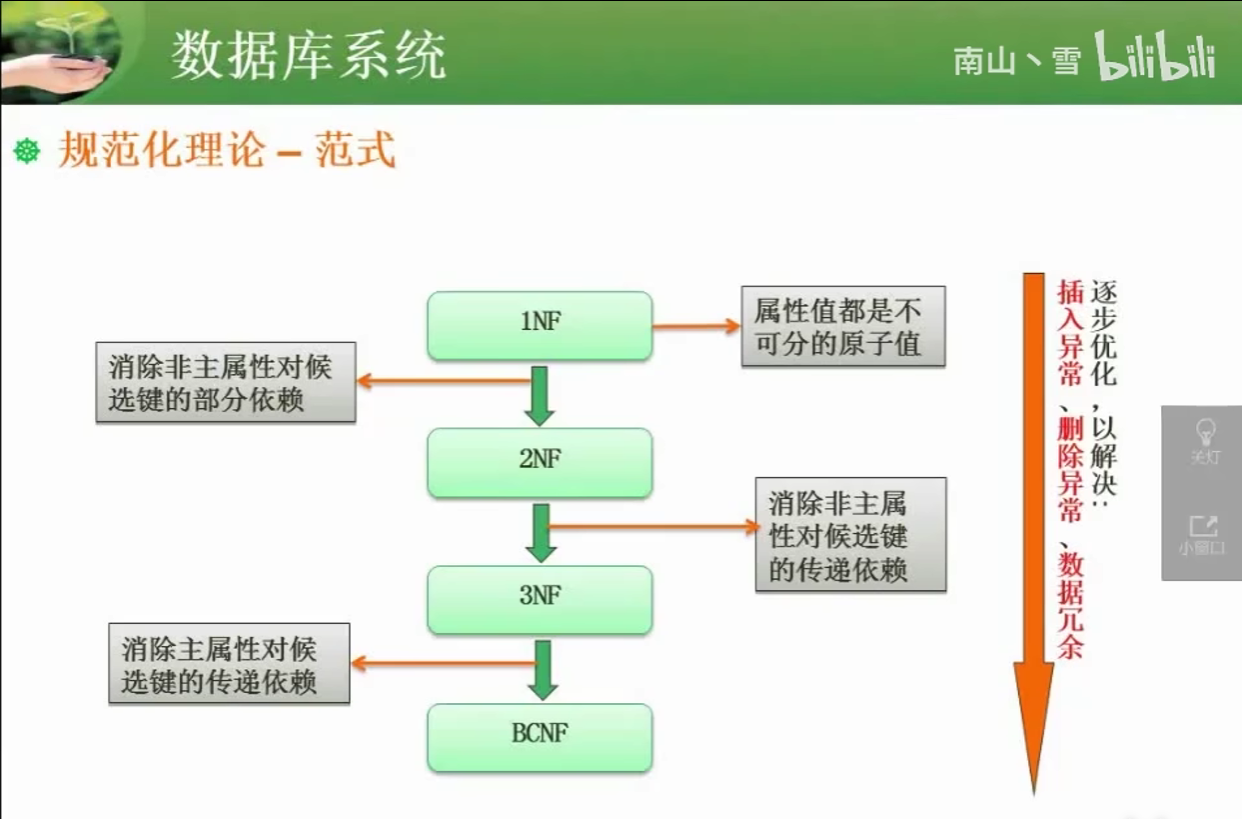 数据库系统
南山丶雪 bilibili
规范化理论 – 范式
1NF
属性值都是不
可分的原子值
消除非主属性对候
选键的部分依赖
2NF
消除非主属
性对候选键
的传递依赖
3NF
消除主属性对候
选键的传递依赖
BCNF
逐步优化，以解决：
插入异常、删除异常、数据冗余
关灯
小窗口